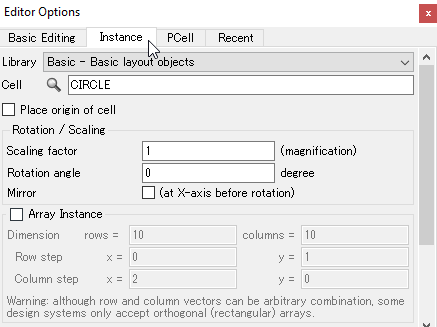 Editor Options
Basic Editing Instance PCell Recent
Library Basic - Basic layout objects
Cell CIRCLE
Place origin of cell
Rotation / Scaling
Scaling factor 1 (magnification)
Rotation angle 0 degree
Mirror (at X-axis before rotation)
Array Instance
Dimension rows = 10 columns = 10
Row step x = 0 y = 1
Column step x = 2 y = 0
Warning: although row and column vectors can be arbitrary combination, some
design systems only accept orthogonal (rectangular) arrays.